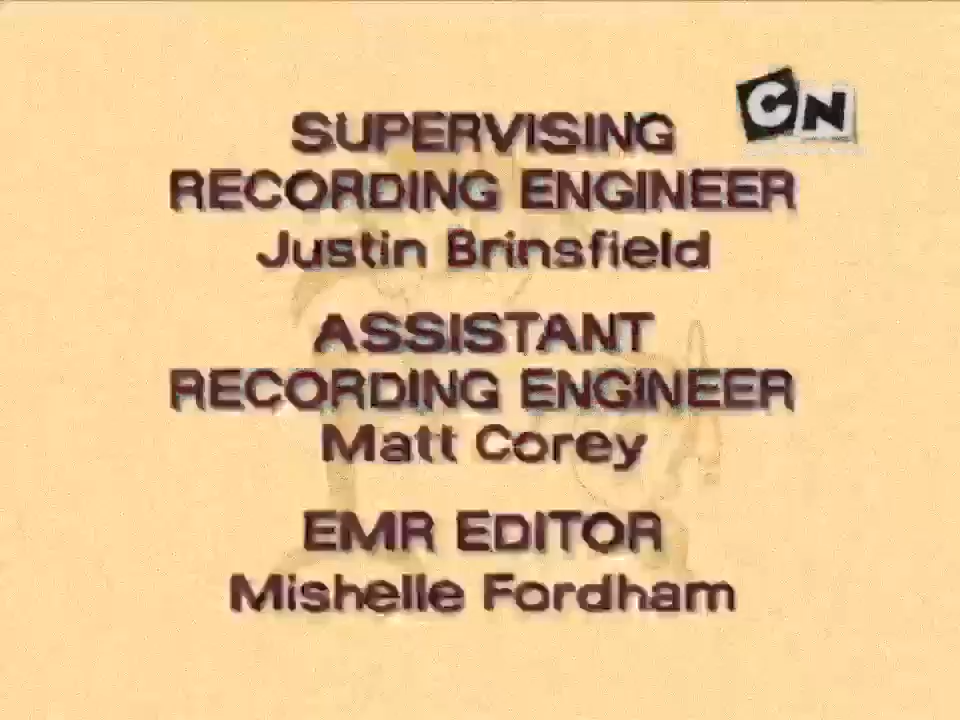 CN
SUPERVISING
RECORDING ENGINEER
Justin Brinsfield
ASSISTANT
RECORDING ENGINEER
Matt Corey
EMR EDITOR
Mishelle Fordham